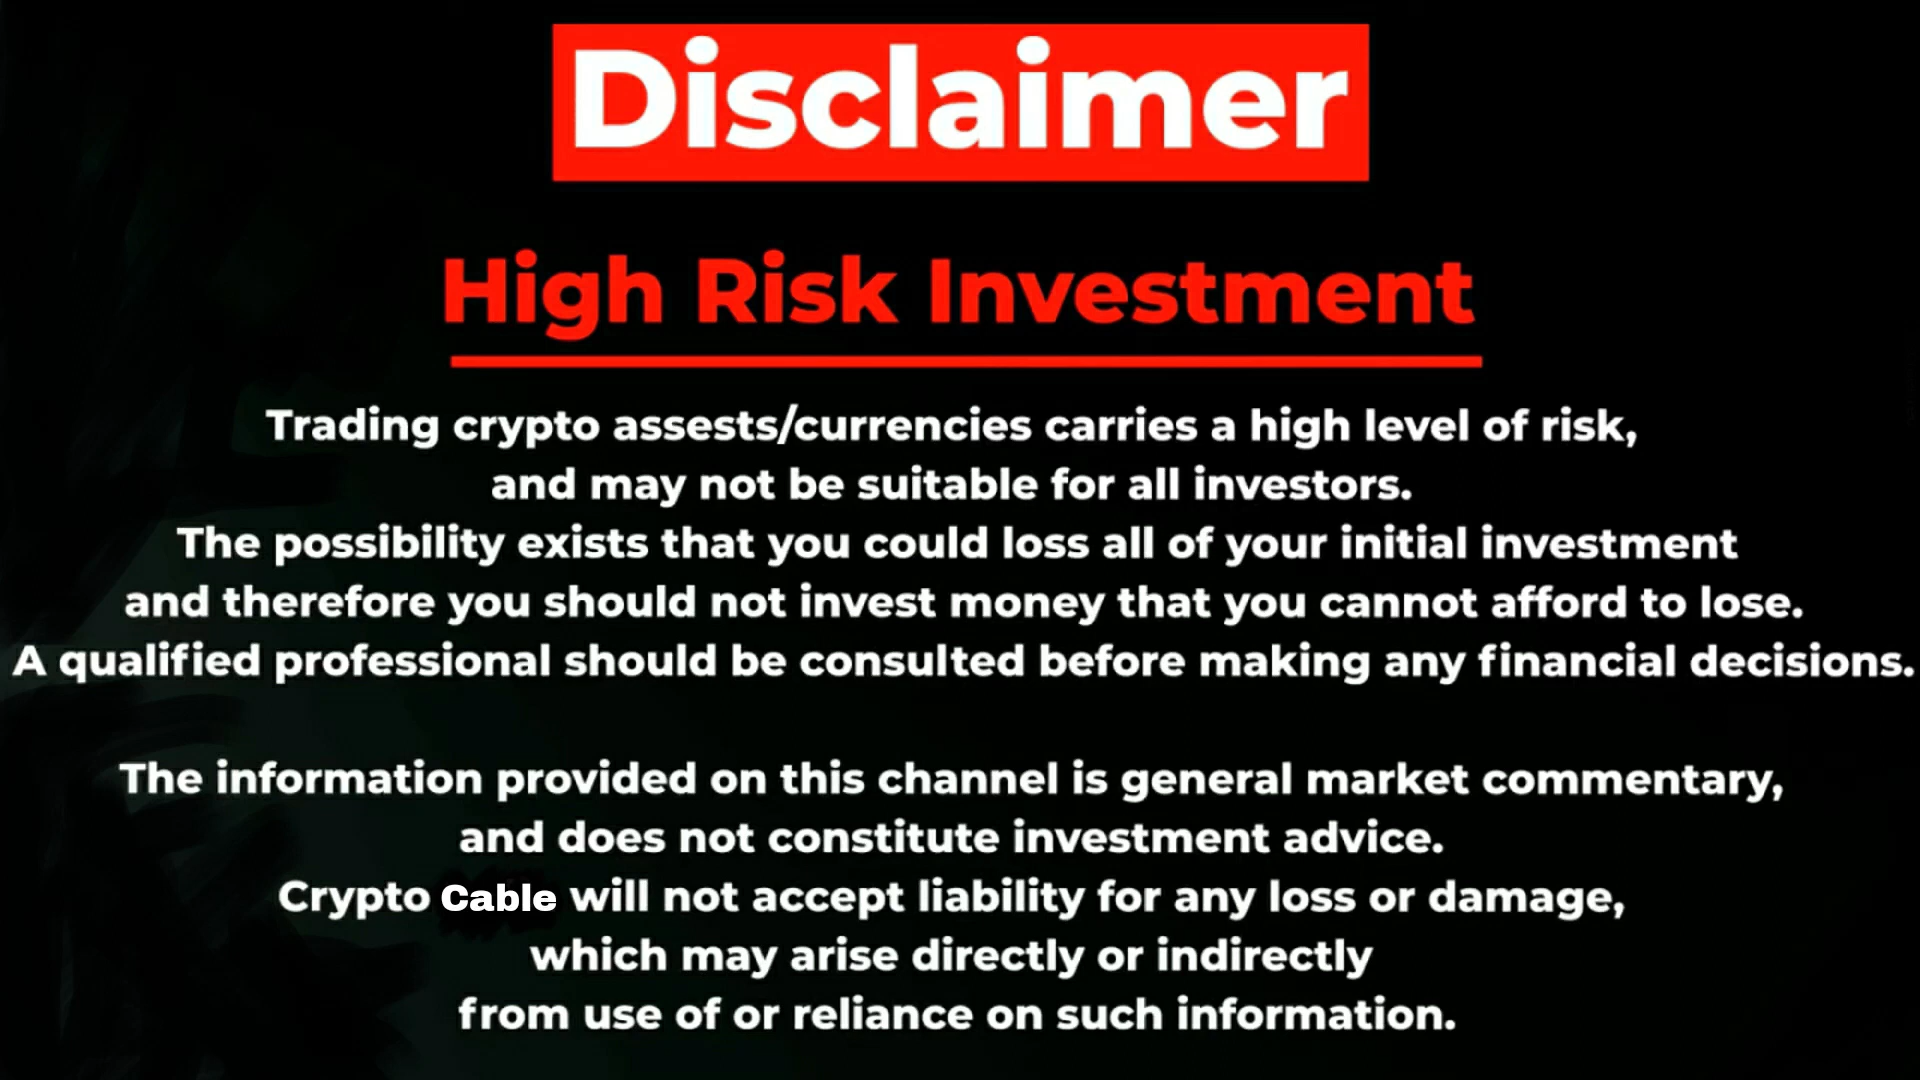 Disclaimer
High Risk Investment
Trading crypto assests/currencies carries a high level of risk,
and may not be suitable for all investors.
The possibility exists that you could loss all of your initial investment
and therefore you should not invest money that you cannot afford to lose.
A qualified professional should be consulted before making any financial decisions.
The information provided on this channel is general market commentary,
and does not constitute investment advice.
Crypto Cable will not accept liability for any loss or damage,
which may arise directly or indirectly
from use of or reliance on such information.